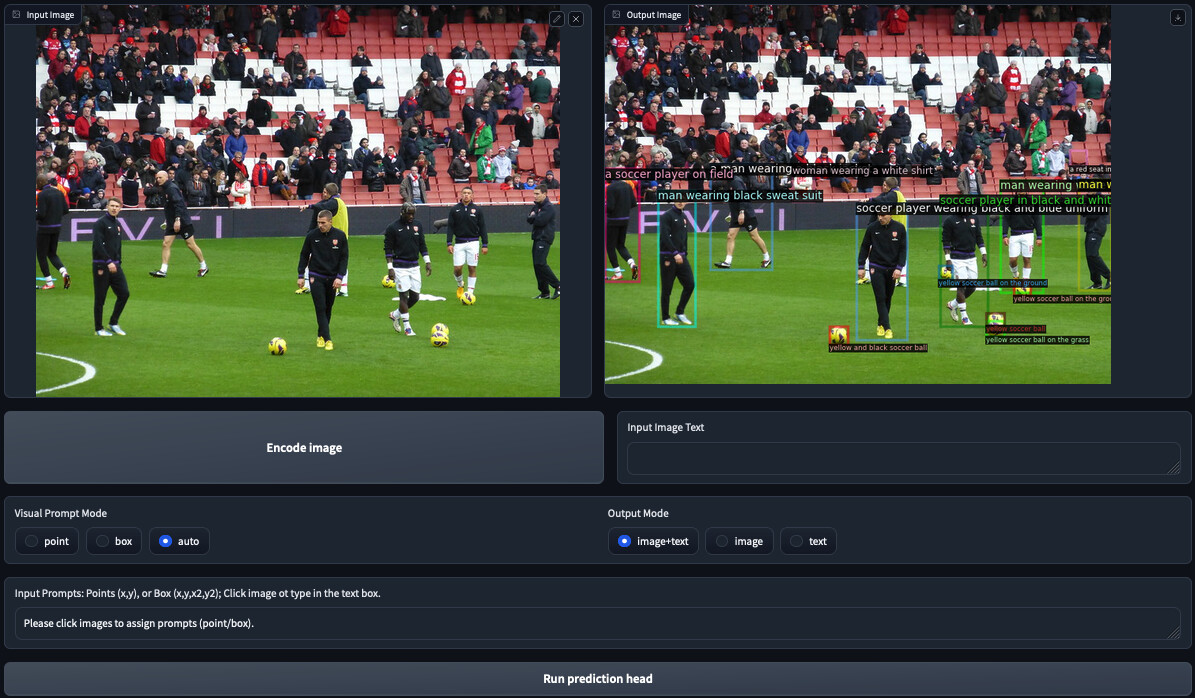 Input Image
Output Image
a soccer player on field
a man wearing
woman wearing a white shirt
a red seat in
man wearing black sweat suit
man wearing
man w
soccer player in black and whit
soccer player wearing black and blue uniform
yellow soccer ball on the ground
yellow soccer ball on the grou
yellow soccer ball
yellow soccer ball on the grass
yellow and black soccer ball
Encode image
Input Image Text
Visual Prompt Mode
point
box
auto
Output Mode
image+text
image
text
Input Prompts: Points (x,y), or Box (x,y,x2,y2); Click image ot type in the text box.
Please click images to assign prompts (point/box).
Run prediction head